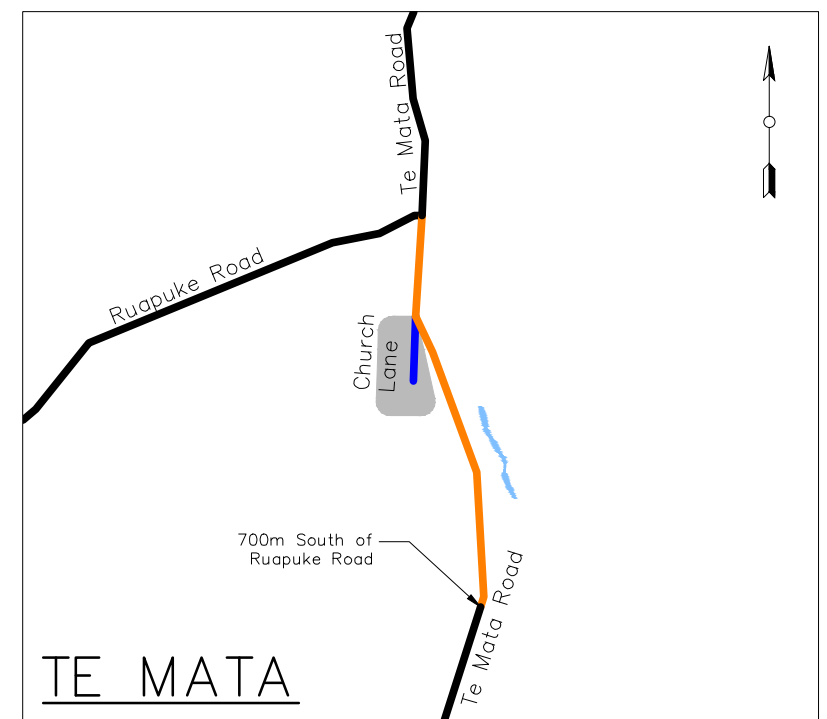 Te Mata Road
Ruapuke Road
Church
Lane
700m South of
Ruapuke Road
Te Mata Road
TE MATA